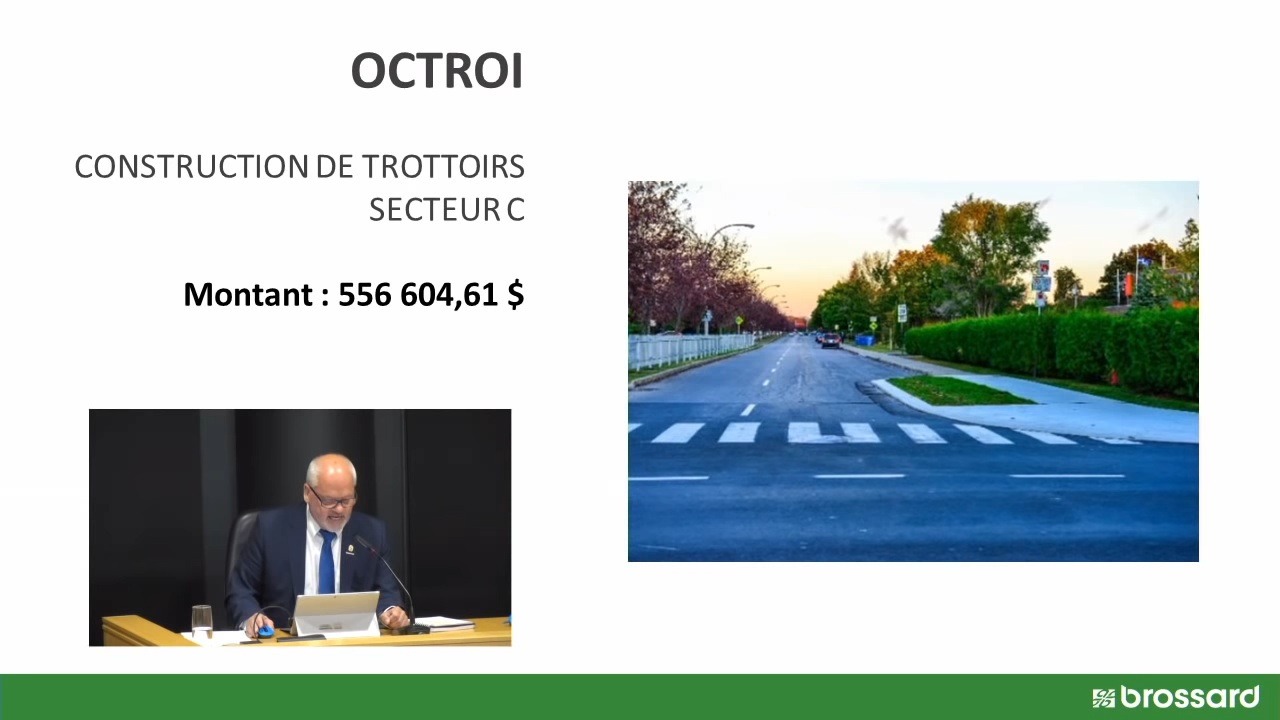 OCTROI
CONSTRUCTION DE TROTTOIRS
SECTEUR C
Montant : 556 604,61 $
brossard